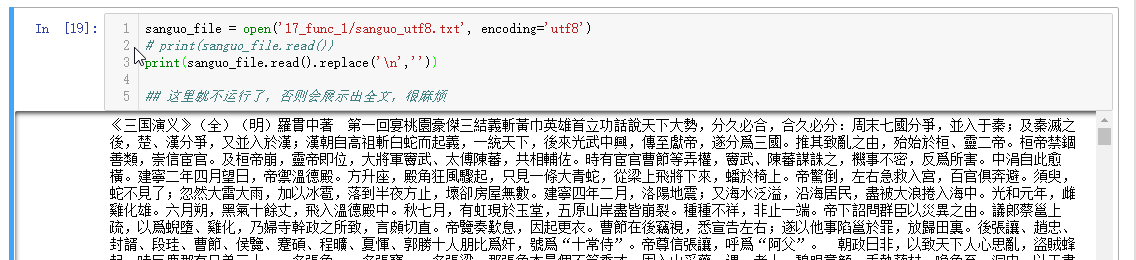 In [19]:
1 sanguo_file = open('17_func_1/sanguo_utf8.txt', encoding='utf8')
2 # print(sanguo_file.read())
3 print(sanguo_file.read().replace('\n',''))
4
5 ## 这里就不运行了，否则会展示出全文，很麻烦
《三国演义》（全）（明）羅貫中著　第一回宴桃園豪傑三結義斬黃巾英雄首立功話說天下大勢，分久必合，合久必分：周末七國分爭，並入于秦；及秦滅之
後，楚、漢分爭，又並入於漢；漢朝自高祖斬白蛇而起義，一統天下，後來光武中興，傳至獻帝，遂分爲三國。推其致亂之由，殆始於桓、靈二帝。桓帝禁錮
善類，崇信宦官。及桓帝崩，靈帝即位，大將軍竇武、太傅陳蕃，共相輔佐。時有宦官曹節等弄權，竇武、陳蕃謀誅之，機事不密，反爲所害。中涓自此愈
橫。建寧二年四月望日，帝禦溫德殿。方升座，殿角狂風驟起，只見一條大青蛇，從梁上飛將下來，蟠於椅上。帝驚倒，左右急救入宮，百官俱奔避。須臾，
蛇不見了；忽然大雷大雨，加以冰雹，落到半夜方止，壞卻房屋無數。建寧四年二月，洛陽地震；又海水泛溢，沿海居民，盡被大浪捲入海中。光和元年，雌
雞化雄。六月朔，黑氣十餘丈，飛入溫德殿中。秋七月，有虹現於玉堂，五原山岸盡皆崩裂。種種不祥，非止一端。帝下詔問群臣以災異之由，議郎蔡邕上
疏，以爲蜺墮、雞化，乃婦寺幹政之所致，言頗切直。帝覽奏歎息，因起更衣。曹節在後竊視，悉宣告左右；遂以他事陷邕於罪，放歸田裏。後張讓、趙忠、
封諝、段珪、曹節、侯覽、蹇碩、程曠、夏惲、郭勝十人朋比爲奸，號爲“十常侍”。帝尊信張讓，呼爲“阿父”。 朝政日非，以致天下人心思亂，盜賊蜂